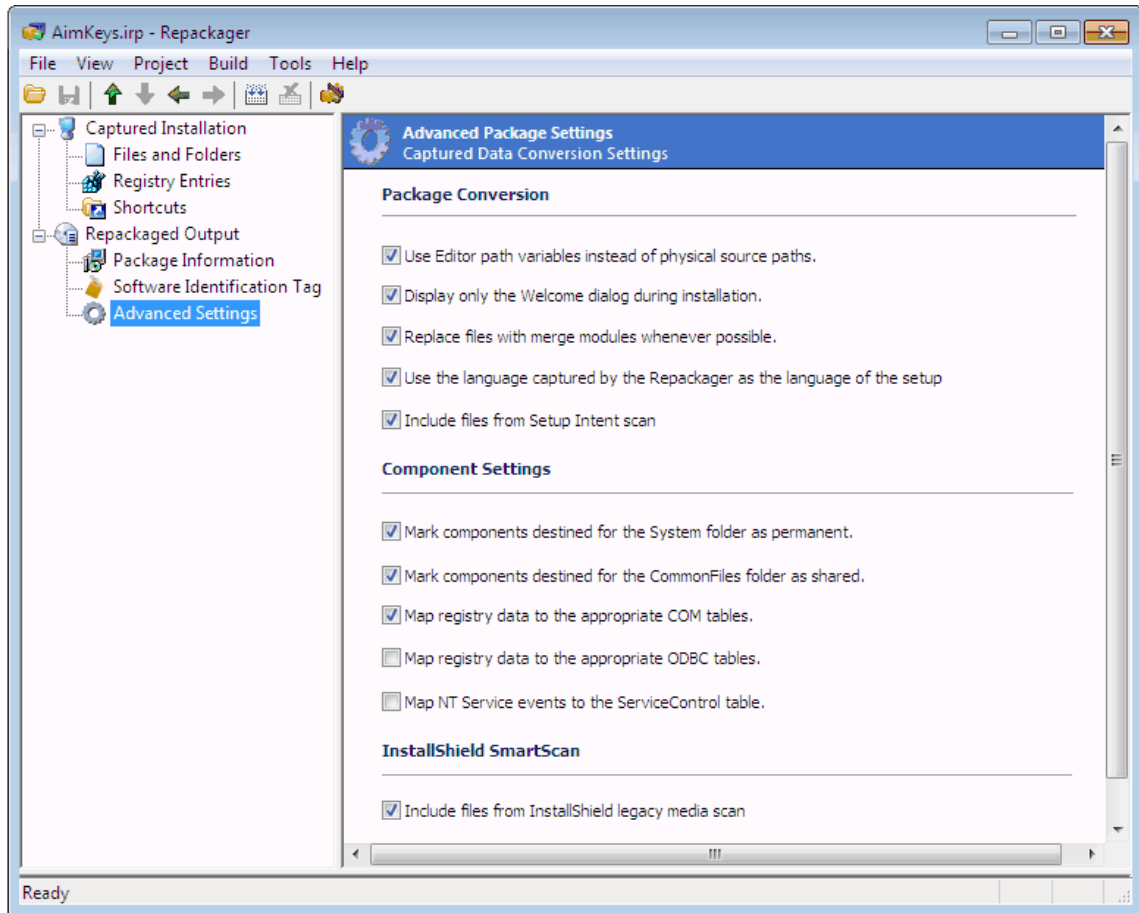 AimKeys.irp - Repackager
File View Project Build Tools Help
Captured Installation
Files and Folders
Registry Entries
Shortcuts
Repackaged Output
Package Information
Software Identification Tag
Advanced Settings
Advanced Package Settings
Captured Data Conversion Settings
Package Conversion
Use Editor path variables instead of physical source paths.
Display only the Welcome dialog during installation.
Replace files with merge modules whenever possible.
Use the language captured by the Repackager as the language of the setup
Include files from Setup Intent scan
Component Settings
Mark components destined for the System folder as permanent.
Mark components destined for the CommonFiles folder as shared.
Map registry data to the appropriate COM tables.
Map registry data to the appropriate ODBC tables.
Map NT Service events to the ServiceControl table.
InstallShield SmartScan
Include files from InstallShield legacy media scan
Ready